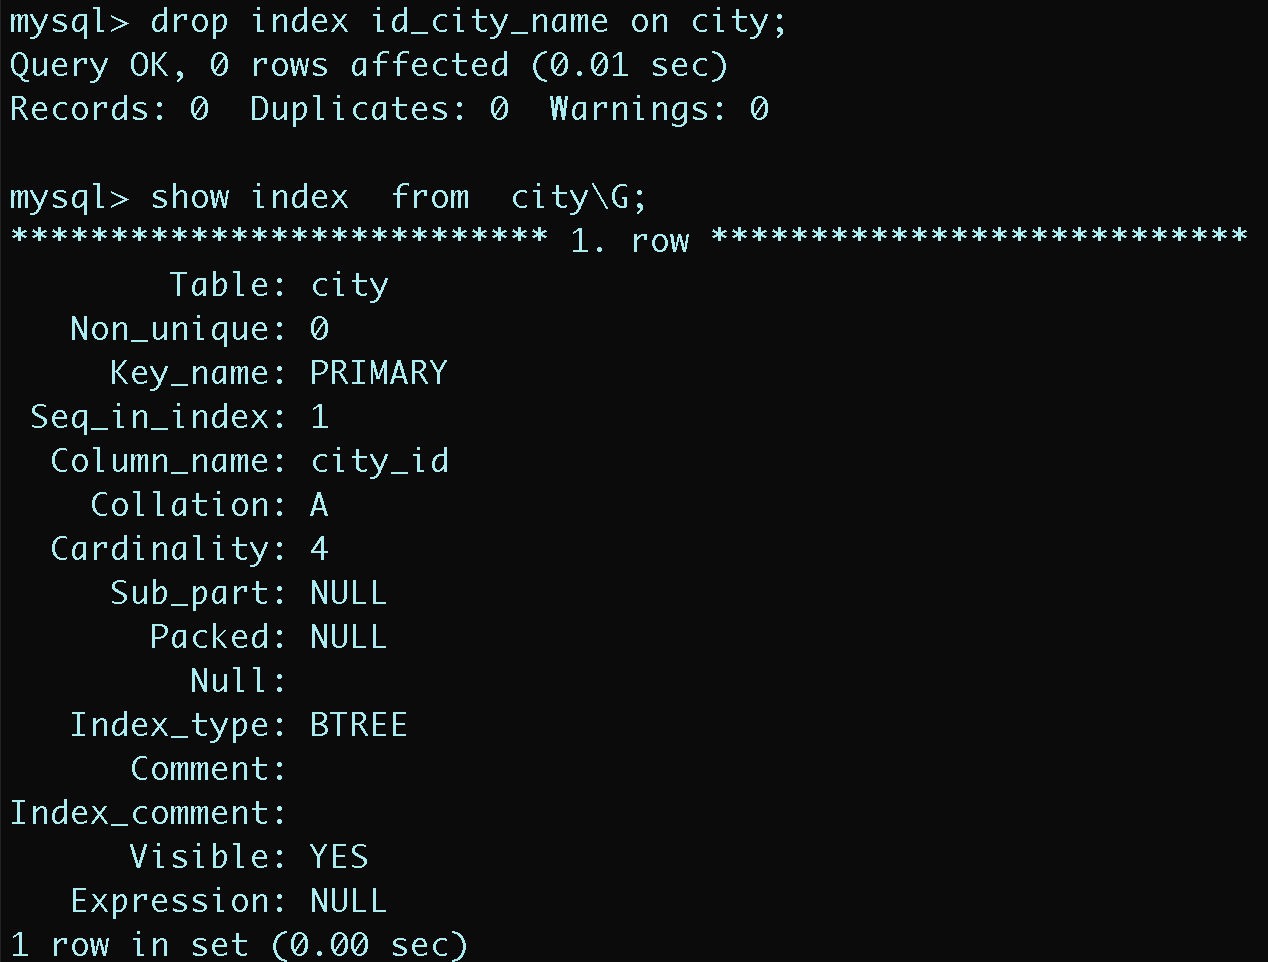 mysql> drop index id_city_name on city;
Query OK, 0 rows affected (0.01 sec)
Records: 0  Duplicates: 0  Warnings: 0

mysql> show index  from  city\G;
*************************** 1. row ***************************
        Table: city
   Non_unique: 0
     Key_name: PRIMARY
 Seq_in_index: 1
  Column_name: city_id
    Collation: A
  Cardinality: 4
     Sub_part: NULL
       Packed: NULL
         Null:
   Index_type: BTREE
      Comment:
Index_comment:
      Visible: YES
   Expression: NULL
1 row in set (0.00 sec)